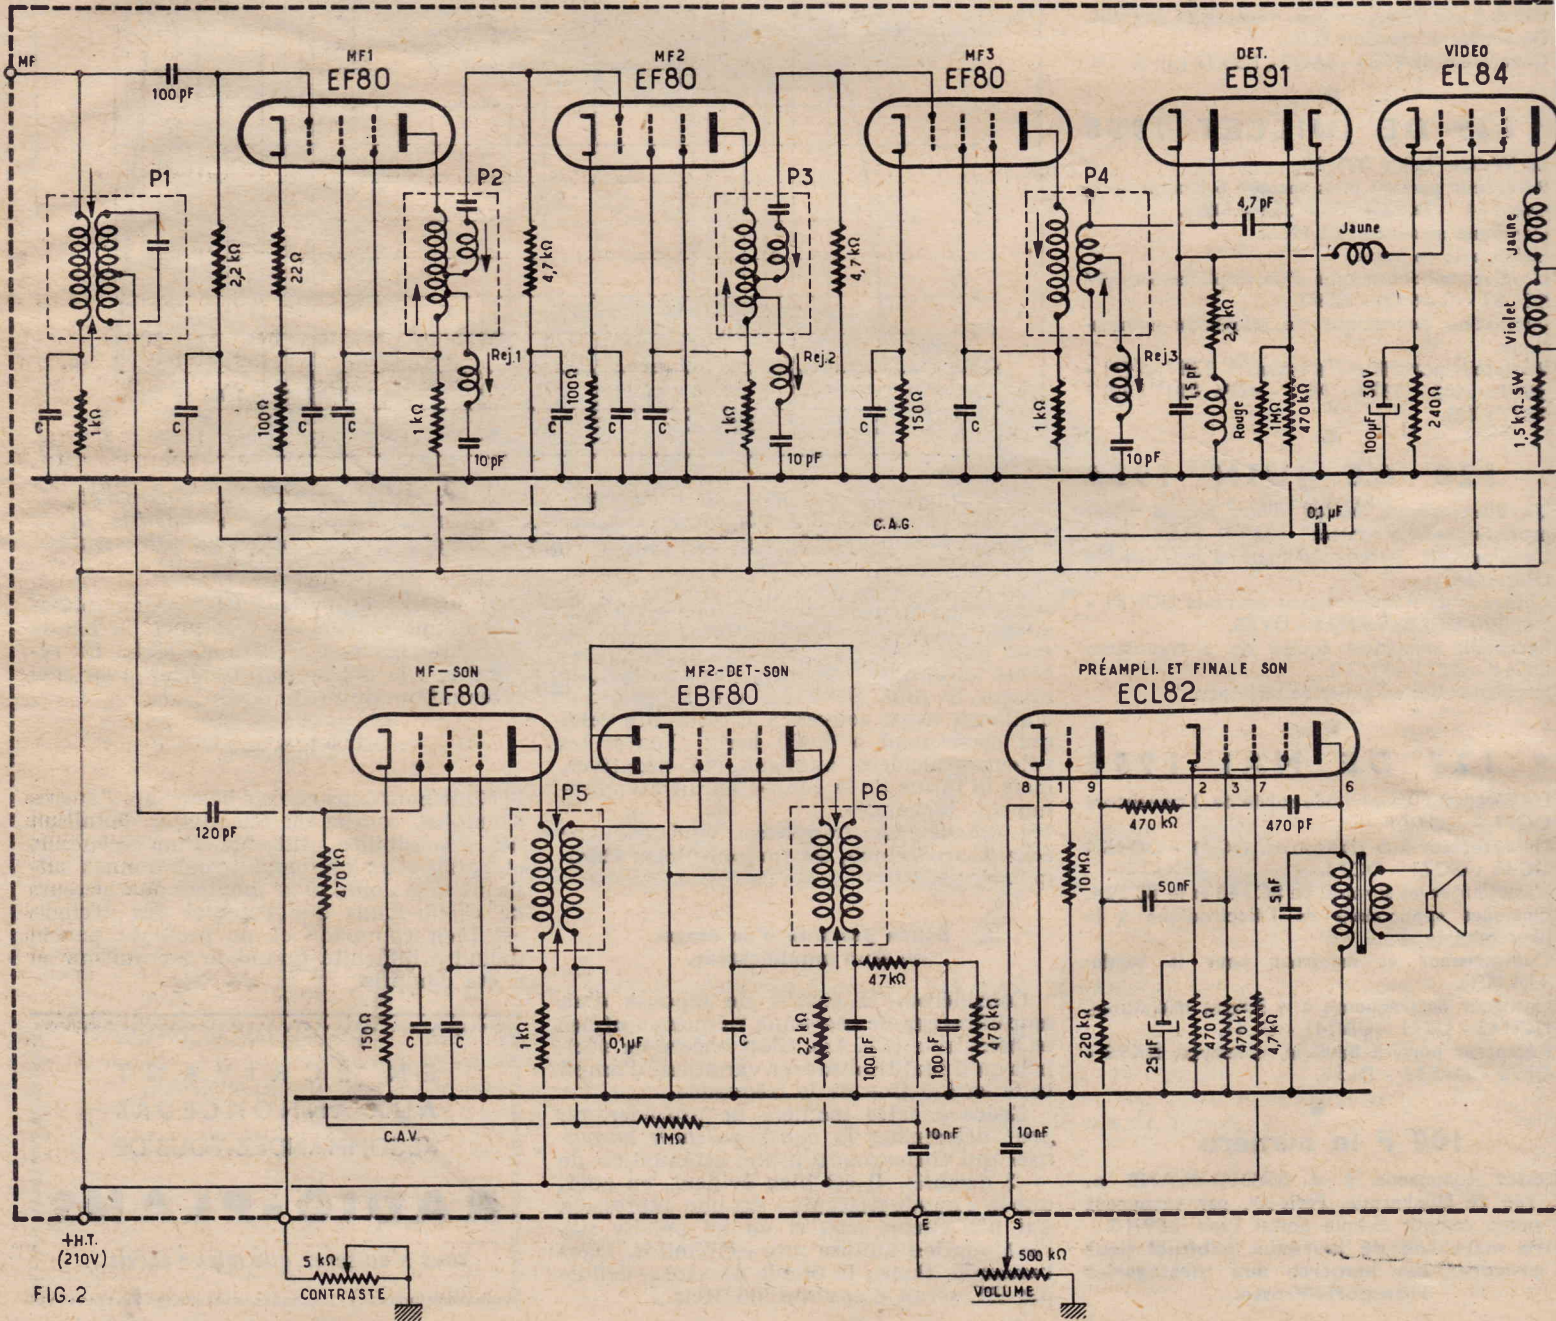 MF
100 pF
MF1
EF80
MF2
EF80
MF3
EF80
DET.
EB91
VIDEO
EL84
P1
P2
P3
P4
2,2 kΩ
22 Ω
4,7 kΩ
4,7 kΩ
4,7 pF
Jaune
Jaune
Violet
2,2 kΩ
Rej.1
Rej.2
Rej.3
C
1 kΩ
C
100 Ω
C
C
1 kΩ
10 pF
C
100 Ω
C
C
1 kΩ
10 pF
C
150 Ω
C
1 kΩ
10 pF
1,5 pF
Rouge
1 MΩ
470 kΩ
100 µF
30V
240 Ω
1,5 kΩ_5W
C.A.G.
0,1 µF
MF-SON
EF80
MF2-DET-SON
EBF80
PRÉAMPLI. ET FINALE SON
ECL82
P5
P6
8 1 9 2 3 7 6
120 pF
470 kΩ
470 kΩ
470 pF
10 MΩ
50 nF
5 nF
47 kΩ
150 Ω
C
C
1 kΩ
0,1 µF
C
2,2 kΩ
100 pF
100 pF
470 kΩ
220 kΩ
25 µF
470 Ω
470 kΩ
4,7 kΩ
C.A.V.
1 MΩ
10 nF
10 nF
E
S
+H.T.
(210V)
5 kΩ
CONTRASTE
500 kΩ
VOLUME
FIG. 2